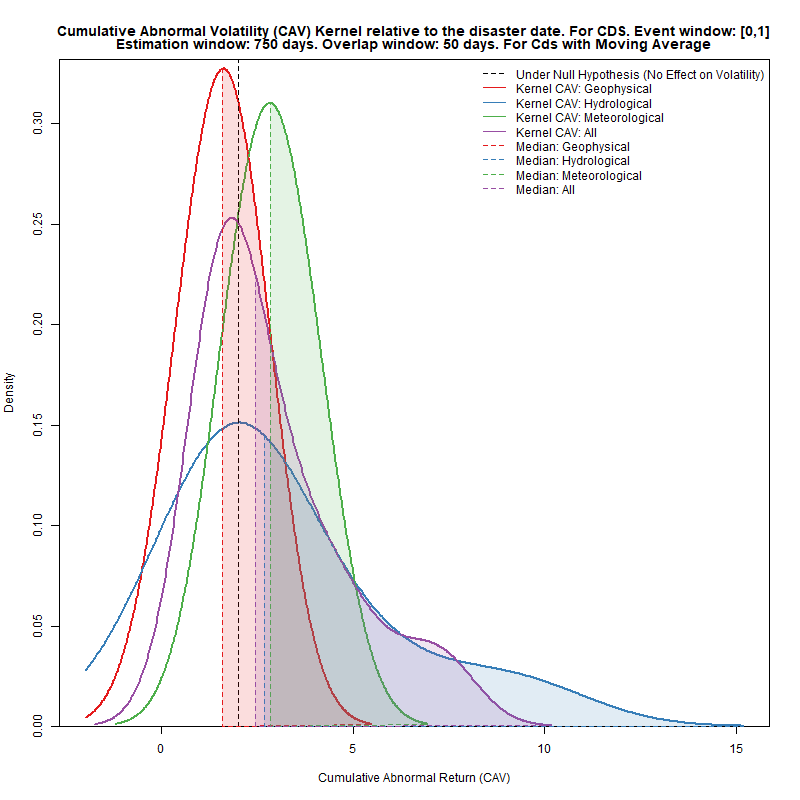 Cumulative Abnormal Volatility (CAV) Kernel relative to the disaster date. For CDS. Event window: [0,1]
Estimation window: 750 days. Overlap window: 50 days. For Cds with Moving Average
Under Null Hypothesis (No Effect on Volatility)
Kernel CAV: Geophysical
Kernel CAV: Hydrological
Kernel CAV: Meteorological
Kernel CAV: All
Median: Geophysical
Median: Hydrological
Median: Meteorological
Median: All
Density
0.30
0.25
0.20
0.15
0.10
0.05
0.00
0
5
10
15
Cumulative Abnormal Return (CAV)